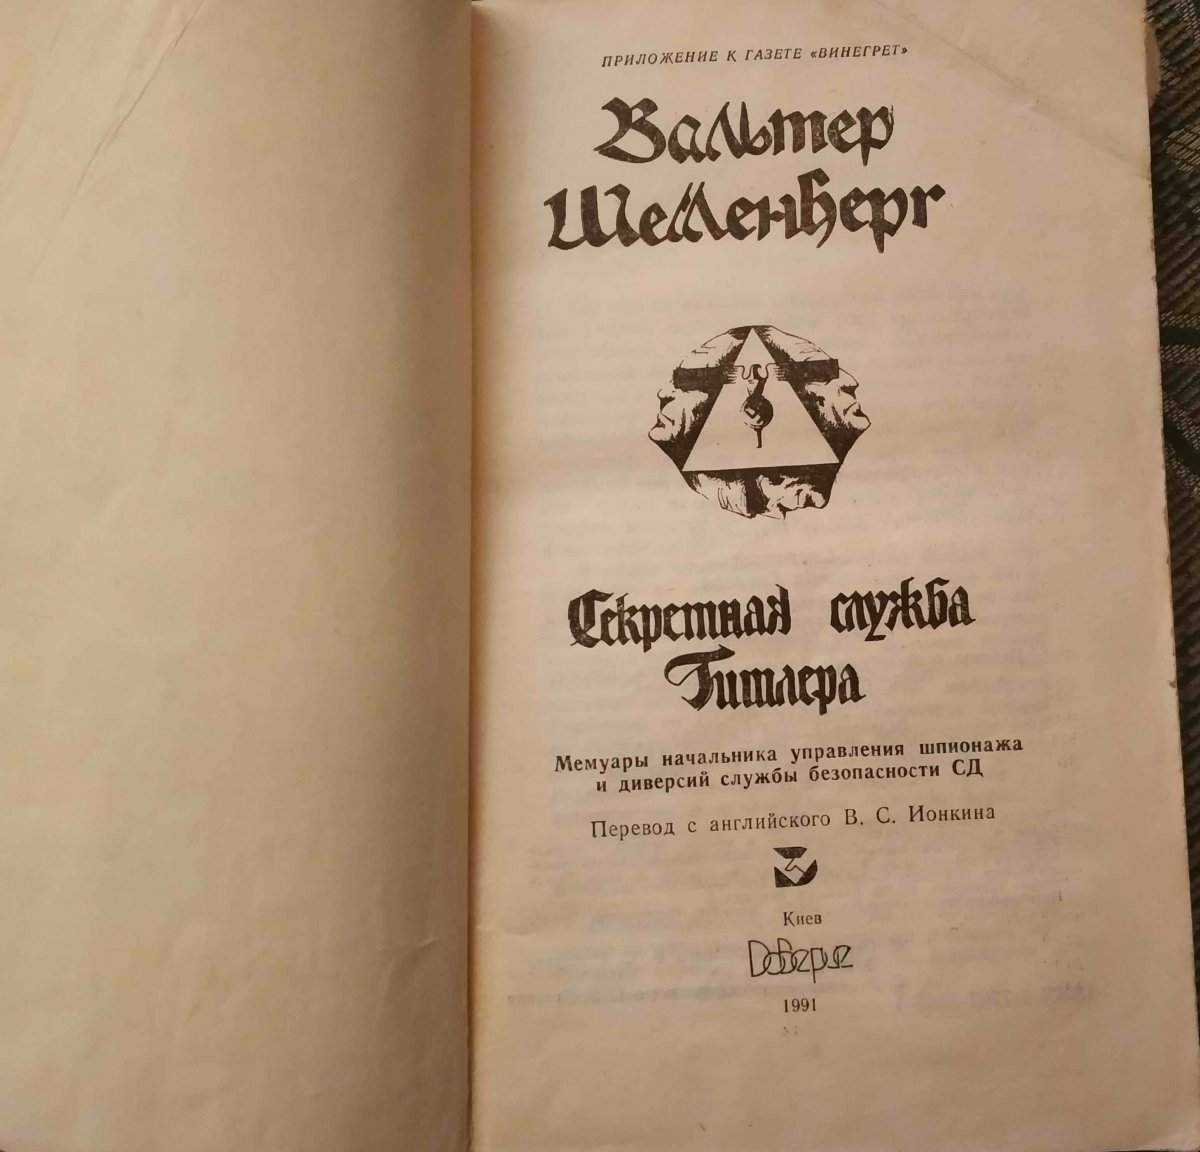 ПРИЛОЖЕНИЕ К ГАЗЕТЕ «ВИНЕГРЕТ»
Вальтер
Шелленберг
Секретная служба
Гитлера
Мемуары начальника управления шпионажа
и диверсий службы безопасности СД
Перевод с английского В. С. Ионкина
Киев
Доверие
1991